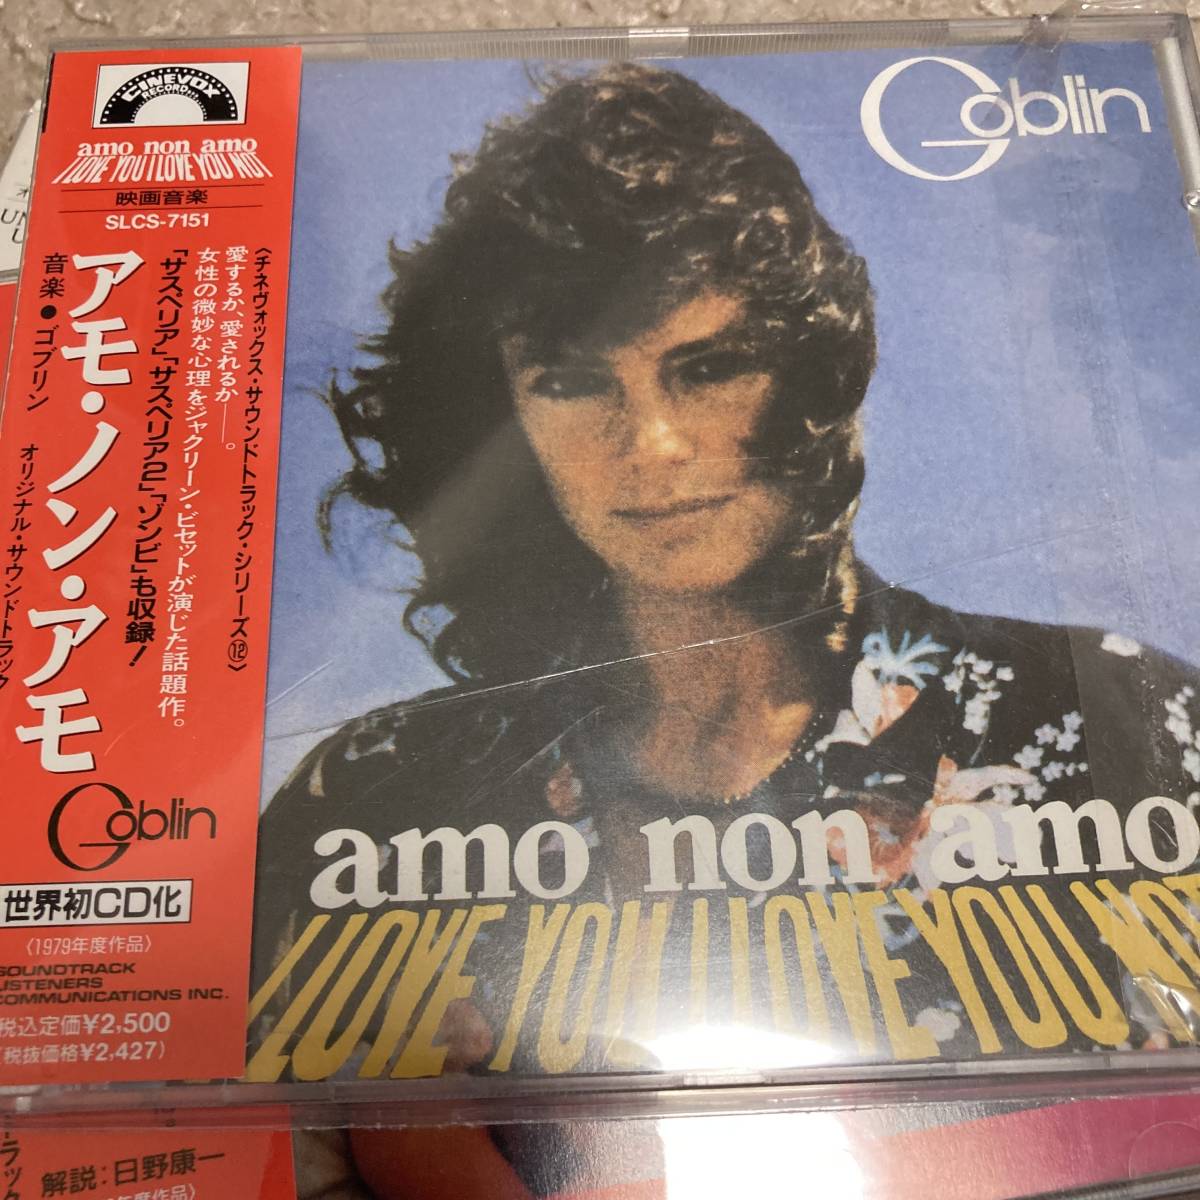 CINEVOX
RECORD
amo non amo
I LOVE YOU I LOVE YOU NOT
映画音楽
SLCS-7151
〈チネヴォックス・サウンドトラック・シリーズ⑫〉
愛するか、愛されるか──。
女性の微妙な心理をジャクリーン・ビセットが演じた話題作。
「サスペリア」「サスペリア2」「ゾンビ」も収録!
アモ・ノン・アモ
音楽●ゴブリン
オリジナル・サウンドトラック
Goblin
世界初CD化
〈1979年度作品〉
SOUNDTRACK
LISTENERS
COMMUNICATIONS INC.
税込定価¥2,500
(税抜価格¥2,427)
Goblin
amo non amo
I LOVE YOU I LOVE YOU NOT
解説:日野康一
年度作品〉